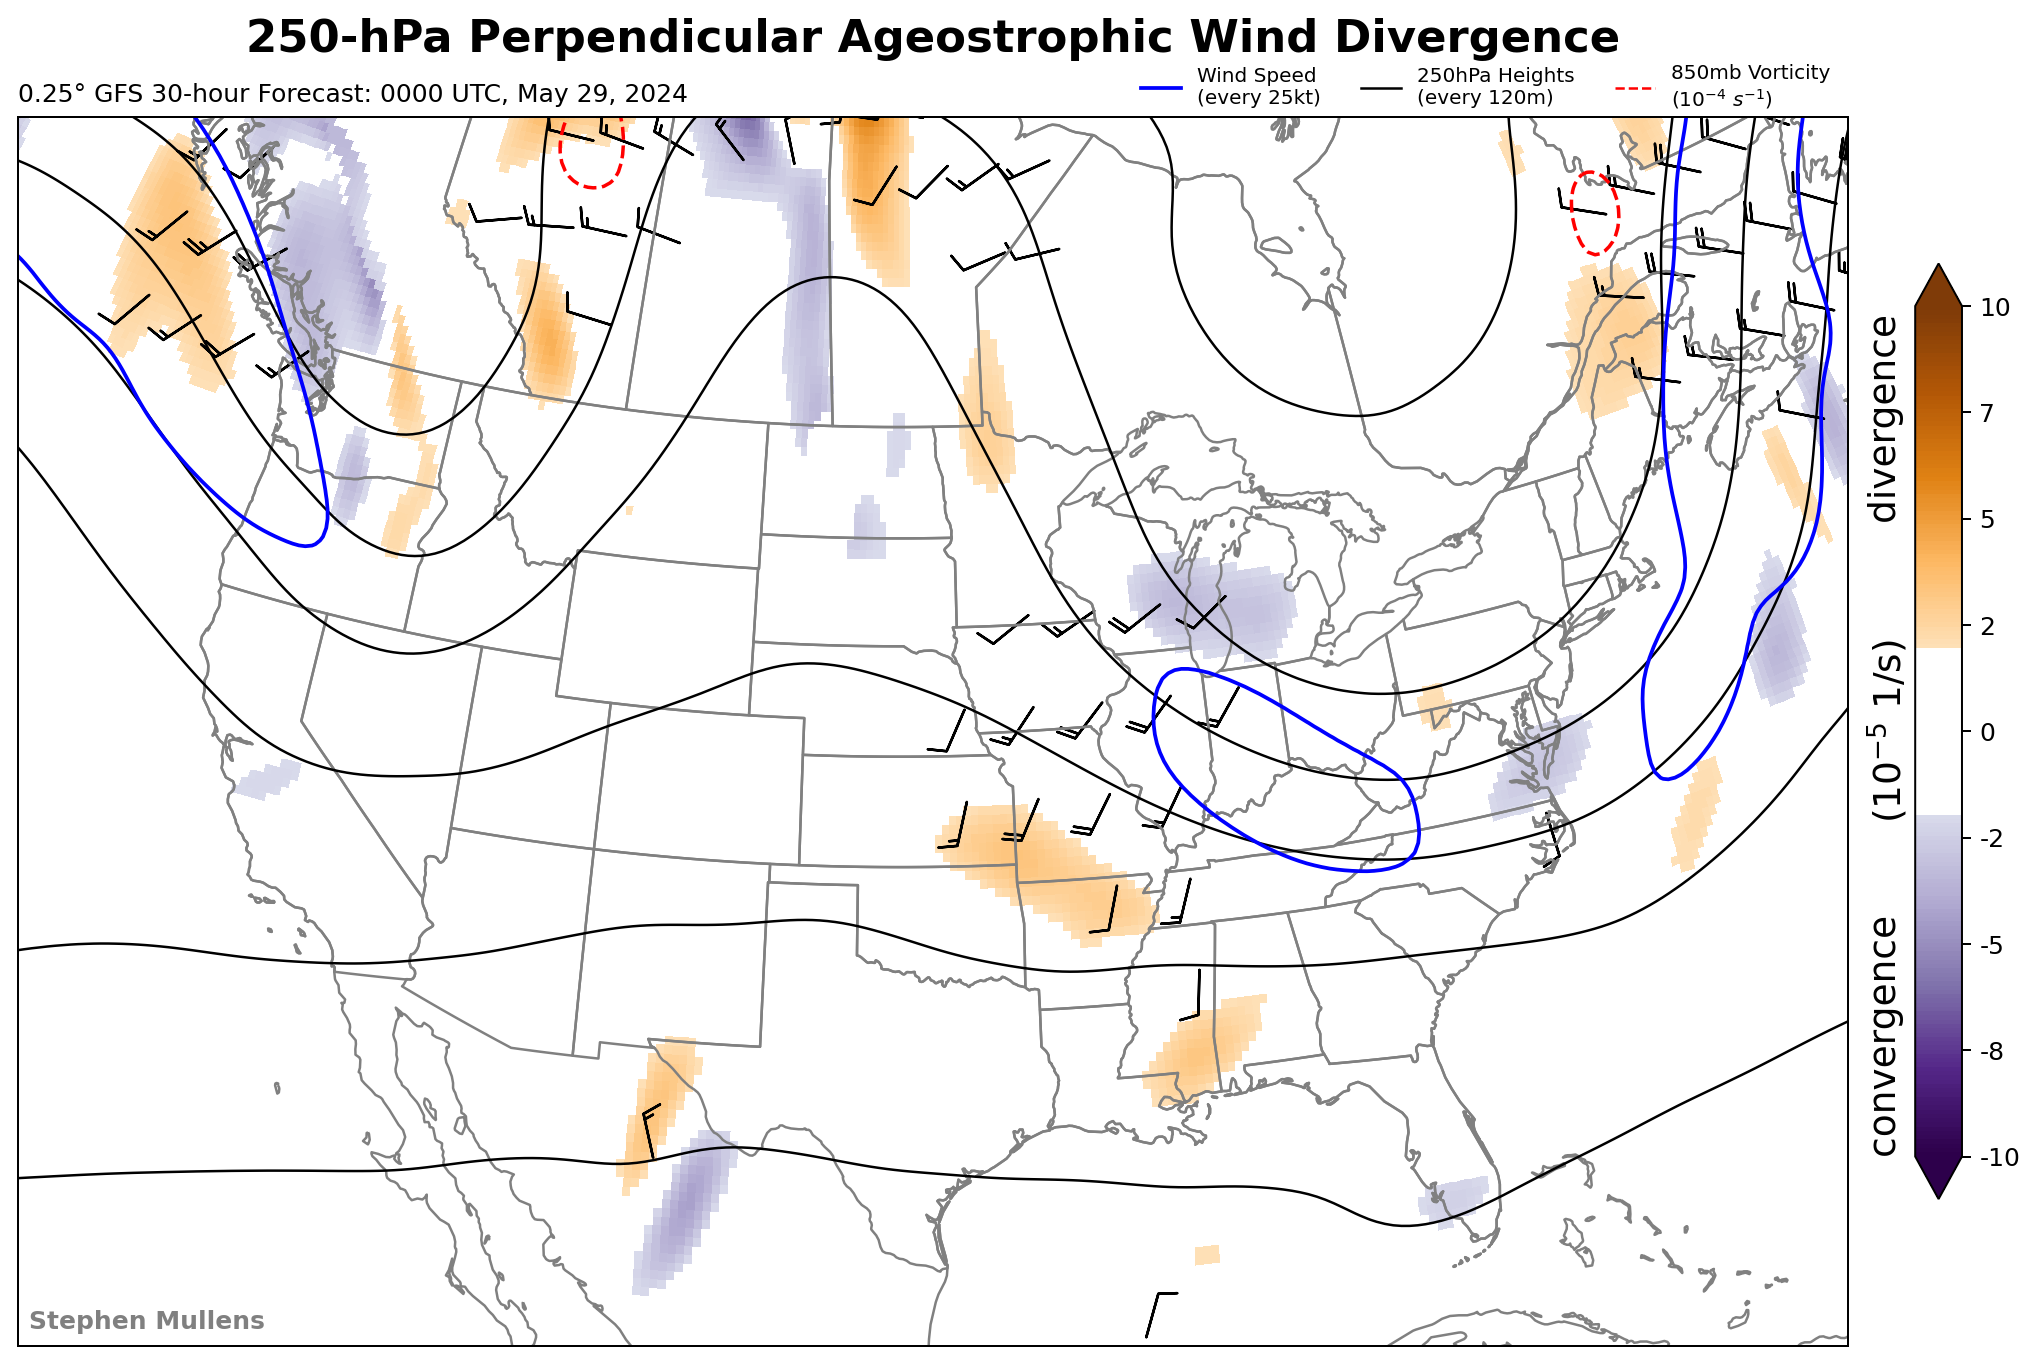 250-hPa Perpendicular Ageostrophic Wind Divergence
0.25° GFS 30-hour Forecast: 0000 UTC, May 29, 2024
Wind Speed
(every 25kt)
250hPa Heights
(every 120m)
850mb Vorticity
(10⁻⁴ s⁻¹)
10
7
5
2
0
-2
-5
-8
-10
convergence (10⁻⁵ 1/s) divergence
Stephen Mullens